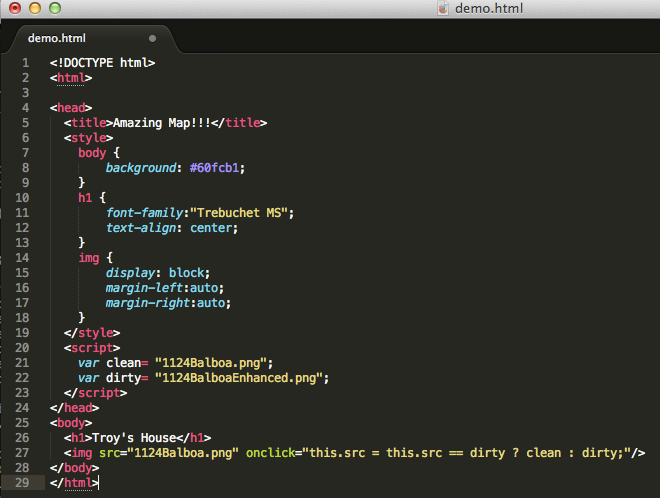 demo.html
demo.html
1 <!DOCTYPE html>
2 <html>
3
4 <head>
5 <title>Amazing Map!!!</title>
6 <style>
7 body {
8 background: #60fcb1;
9 }
10 h1 {
11 font-family:"Trebuchet MS";
12 text-align: center;
13 }
14 img {
15 display: block;
16 margin-left:auto;
17 margin-right:auto;
18 }
19 </style>
20 <script>
21 var clean= "1124Balboa.png";
22 var dirty= "1124BalboaEnhanced.png";
23 </script>
24 </head>
25 <body>
26 <h1>Troy's House</h1>
27 <img src="1124Balboa.png" onclick="this.src = this.src == dirty ? clean : dirty;"/>
28 </body>
29 </html>